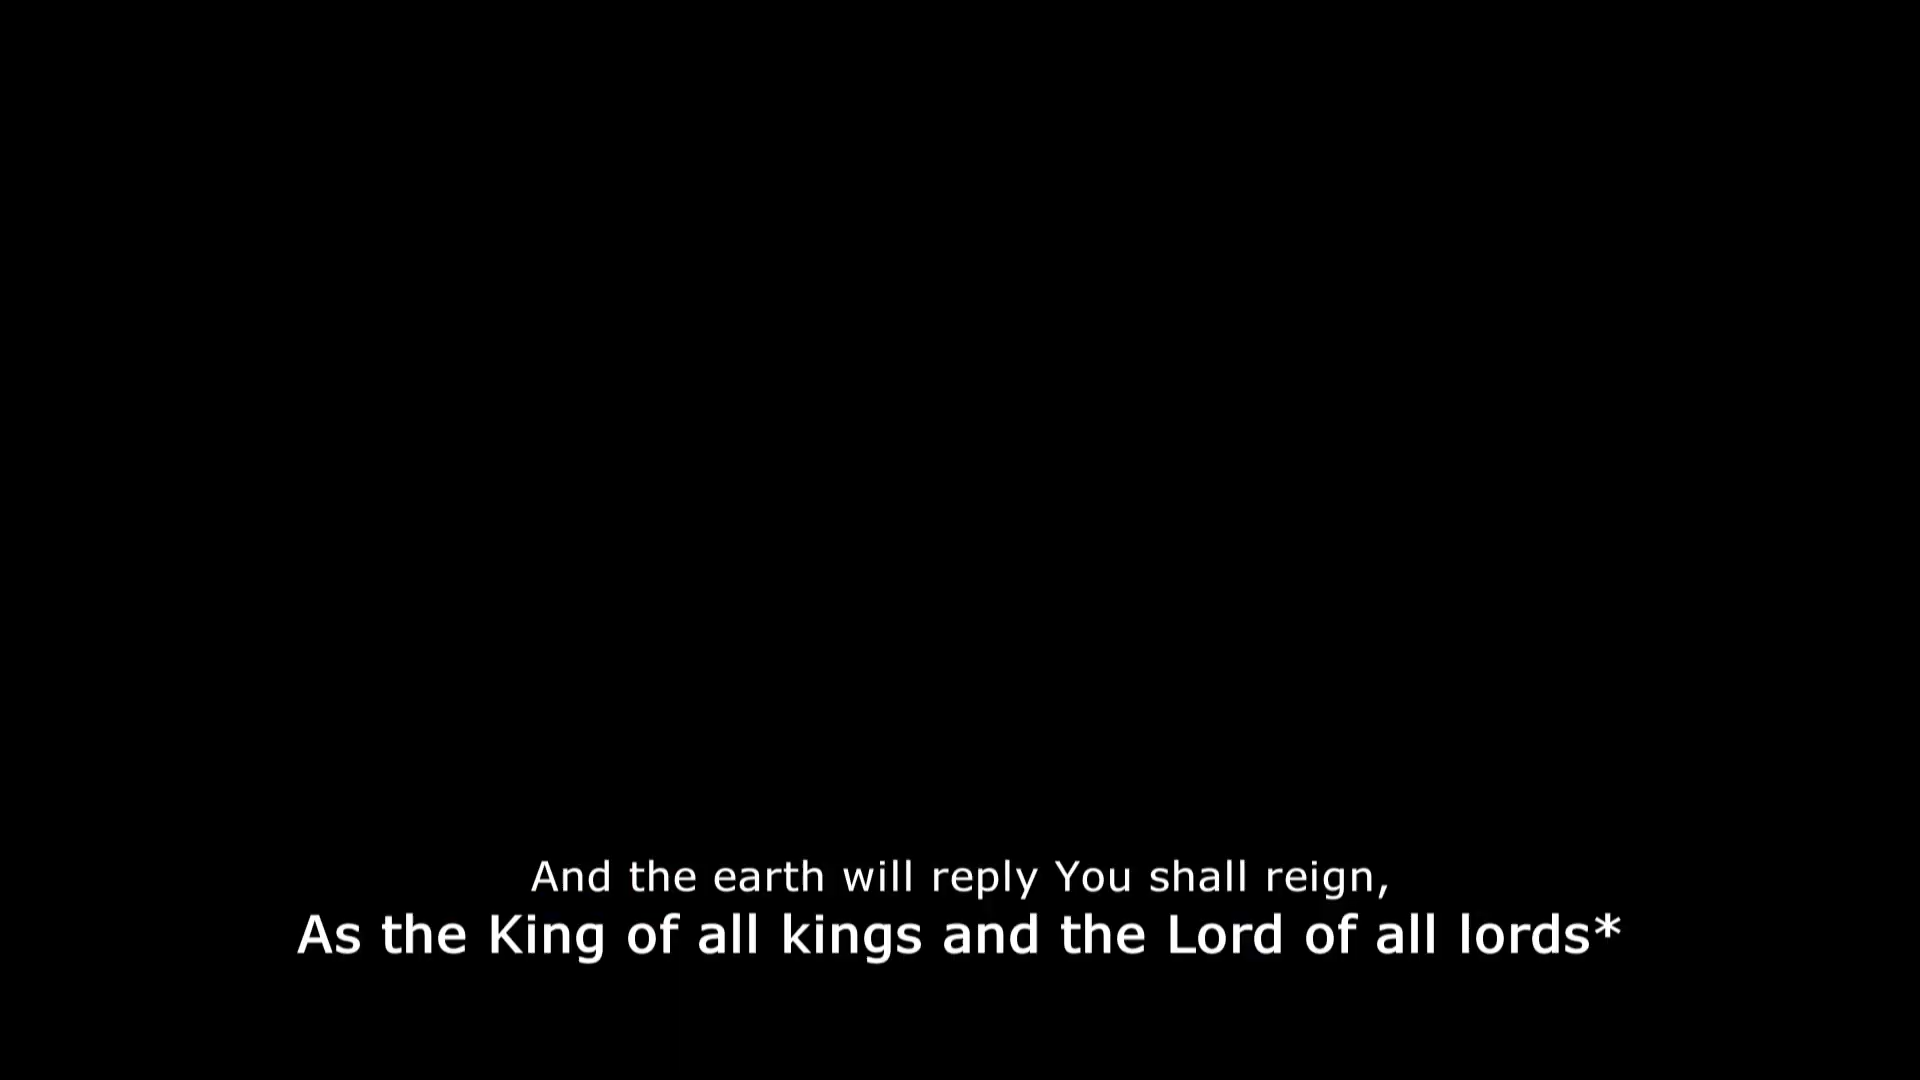 And the earth will reply You shall reign,
As the King of all kings and the Lord of all lords*